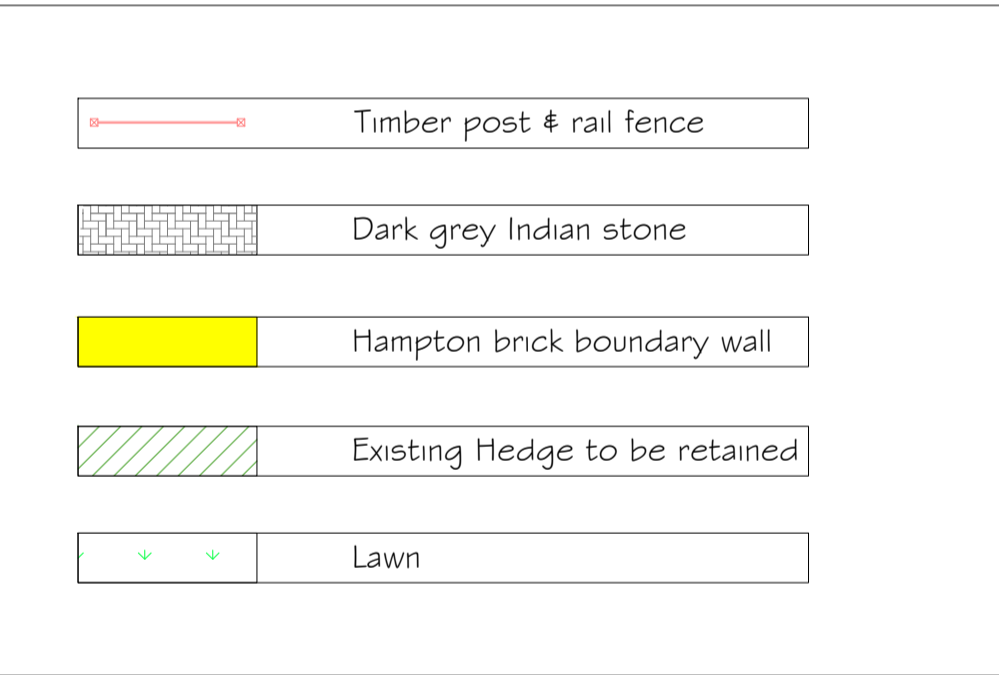 Timber post & rail fence
Dark grey Indian stone
Hampton brick boundary wall
Existing Hedge to be retained
Lawn